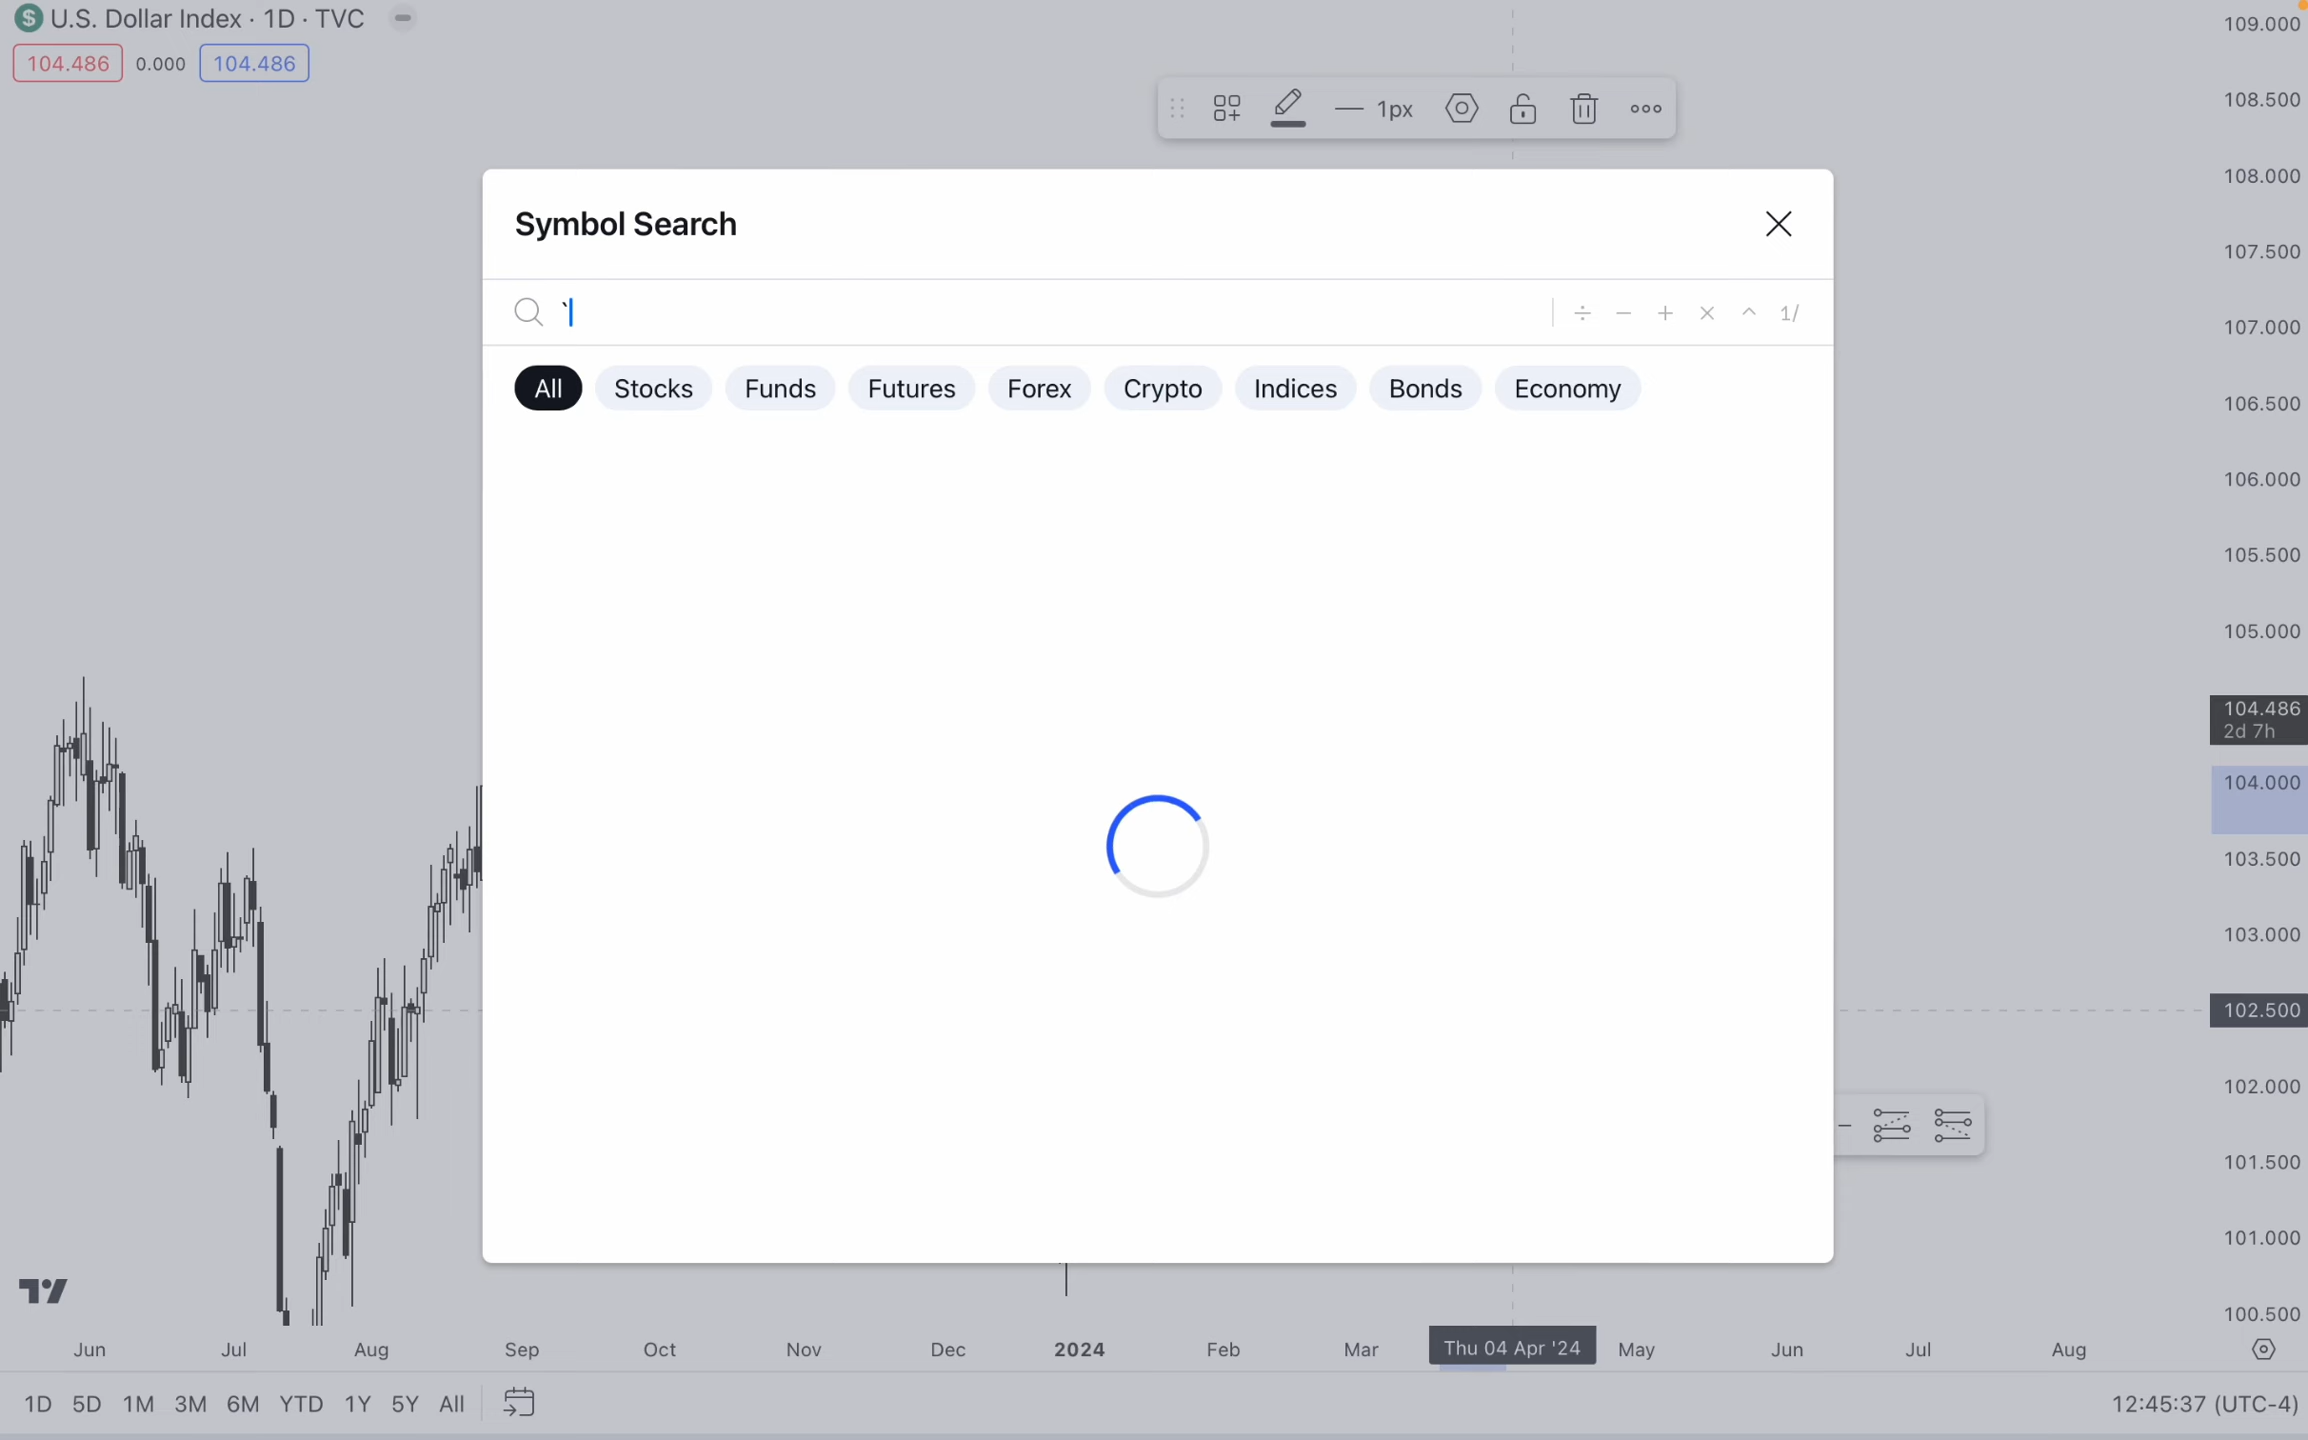 U.S. Dollar Index · 1D · TVC
104.486 0.000 104.486
1px
Symbol Search
`
÷ − + × ^ 1/
All Stocks Funds Futures Forex Crypto Indices Bonds Economy
109.000
108.500
108.000
107.500
107.000
106.500
106.000
105.500
105.000
104.486
2d 7h
104.000
103.500
103.000
102.500
102.000
101.500
101.000
100.500
Jun Jul Aug Sep Oct Nov Dec 2024 Feb Mar Thu 04 Apr '24 May Jun Jul Aug
1D 5D 1M 3M 6M YTD 1Y 5Y All
12:45:37 (UTC-4)